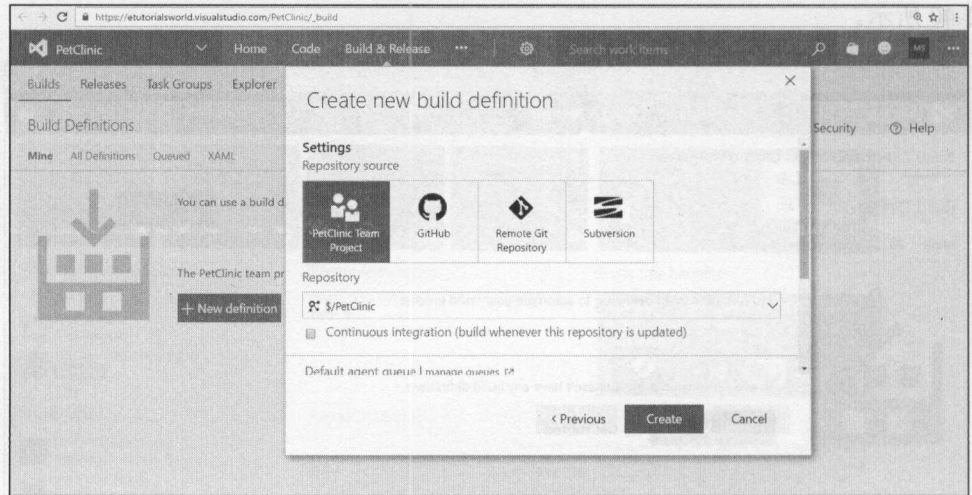 https://etutorialsworld.visualstudio.com/PetClinic/_build
PetClinic Home Code Build & Release ... Search work items MS ...
Builds Releases Task Groups Explorer
Create new build definition
Build Definitions
Security Help
Mine All Definitions Queued XAML
Settings
Repository source
You can use a build d
PetClinic Team Project
GitHub
Remote Git Repository
Subversion
The PetClinic team pr
Repository
+ New definition
$/PetClinic
Continuous integration (build whenever this repository is updated)
Default agent queue | manage queues
< Previous Create Cancel